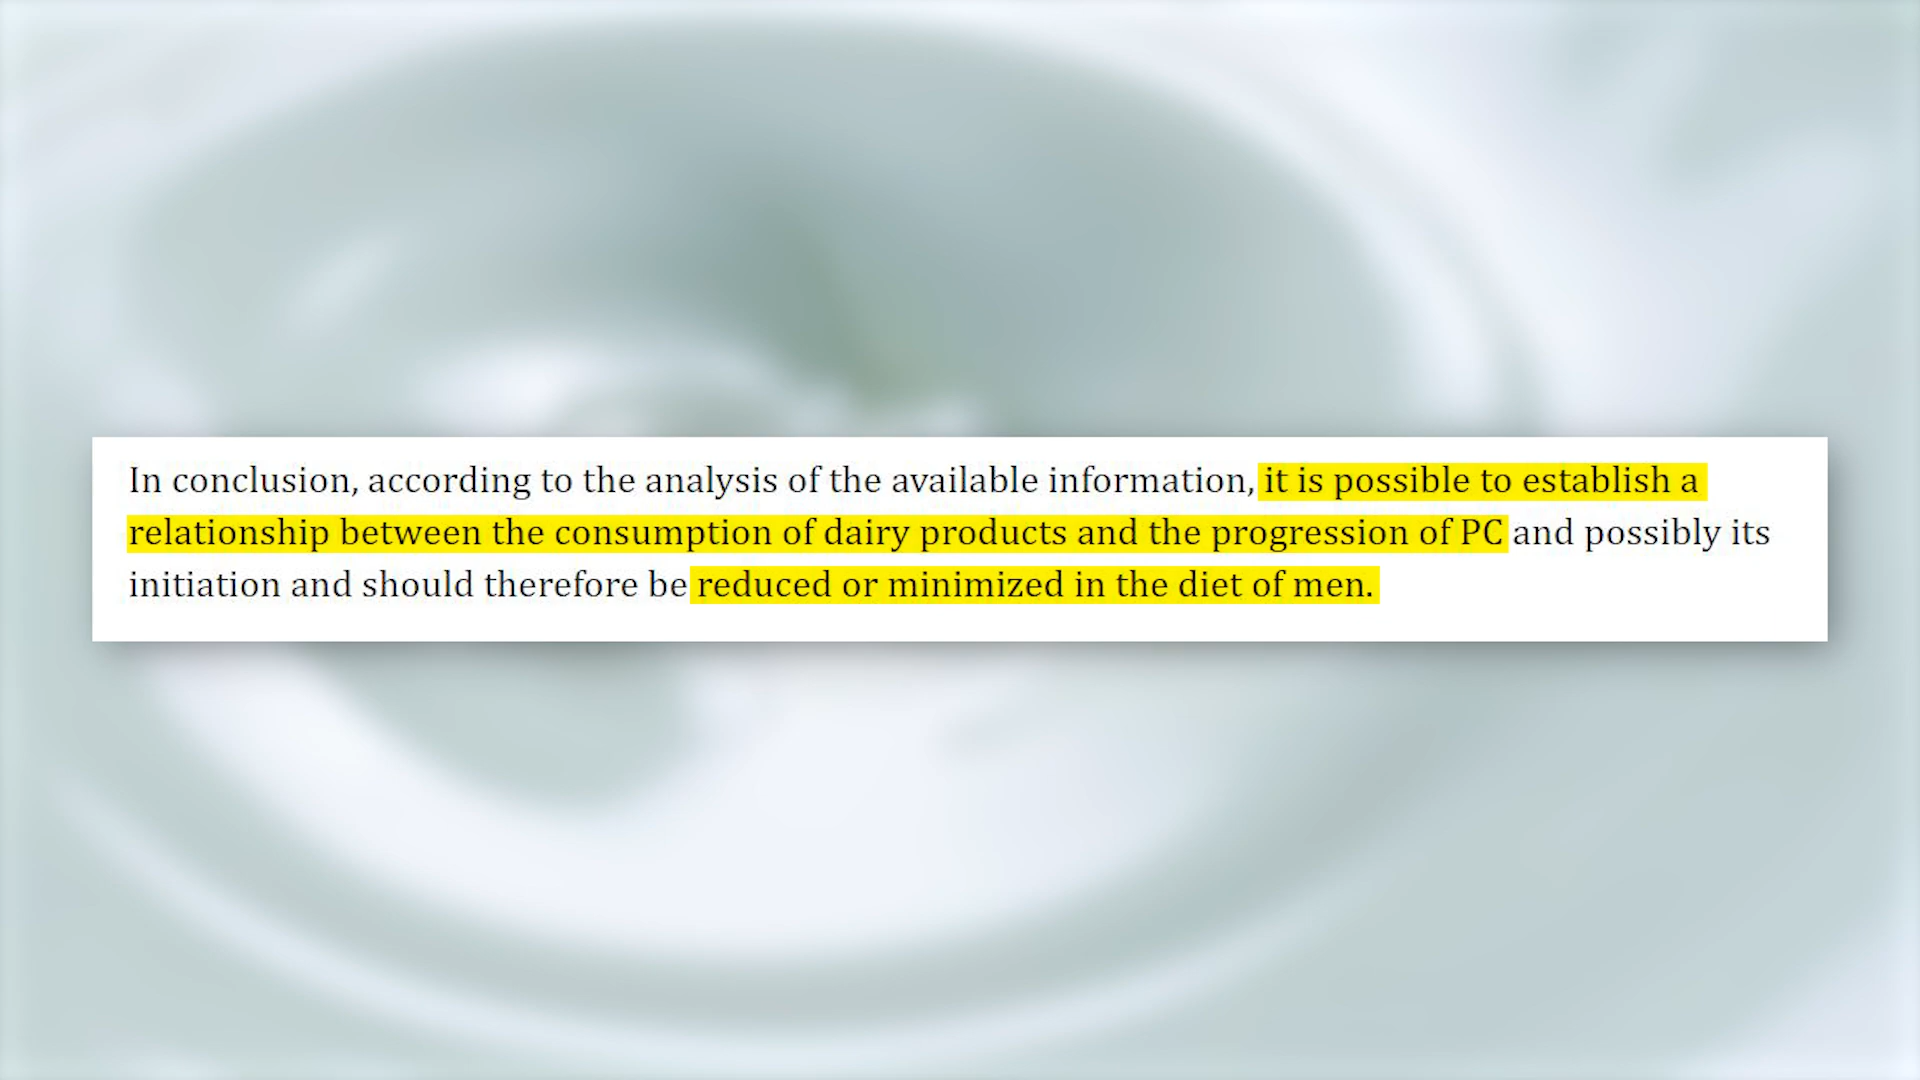 In conclusion, according to the analysis of the available information, it is possible to establish a
relationship between the consumption of dairy products and the progression of PC and possibly its
initiation and should therefore be reduced or minimized in the diet of men.